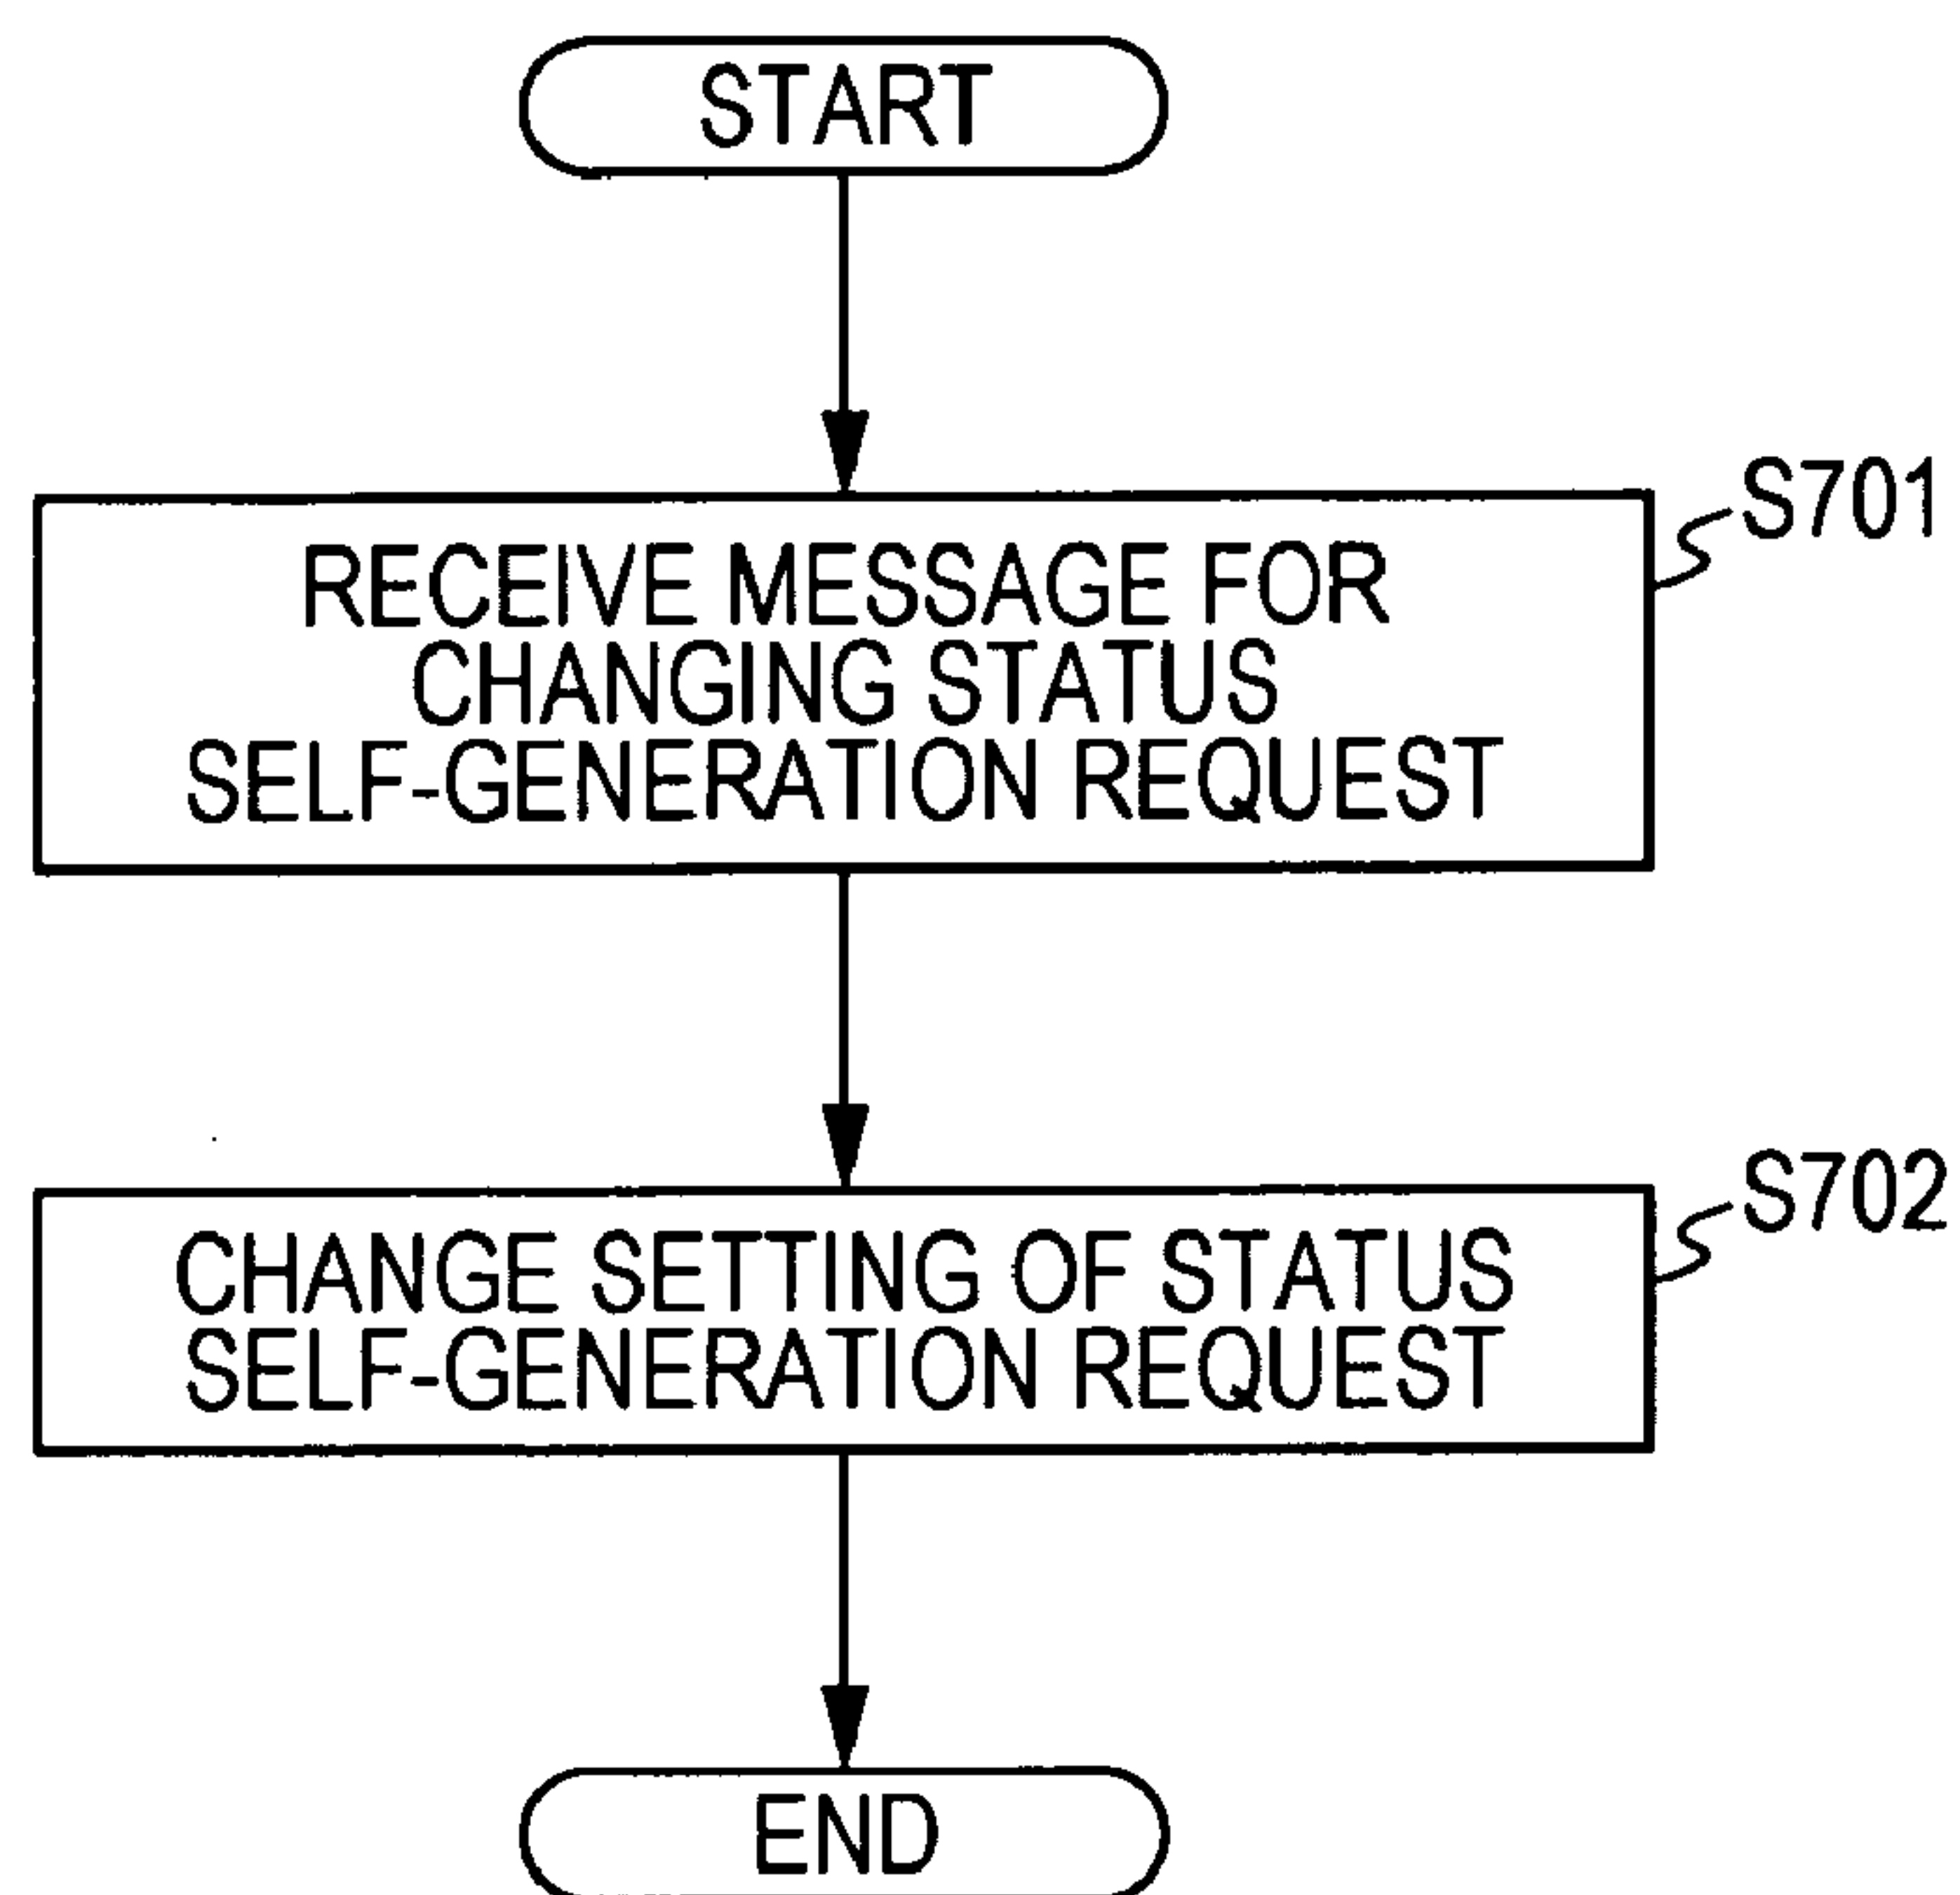 START
S701
RECEIVE MESSAGE FOR
CHANGING STATUS
SELF-GENERATION REQUEST
S702
CHANGE SETTING OF STATUS
SELF-GENERATION REQUEST
END